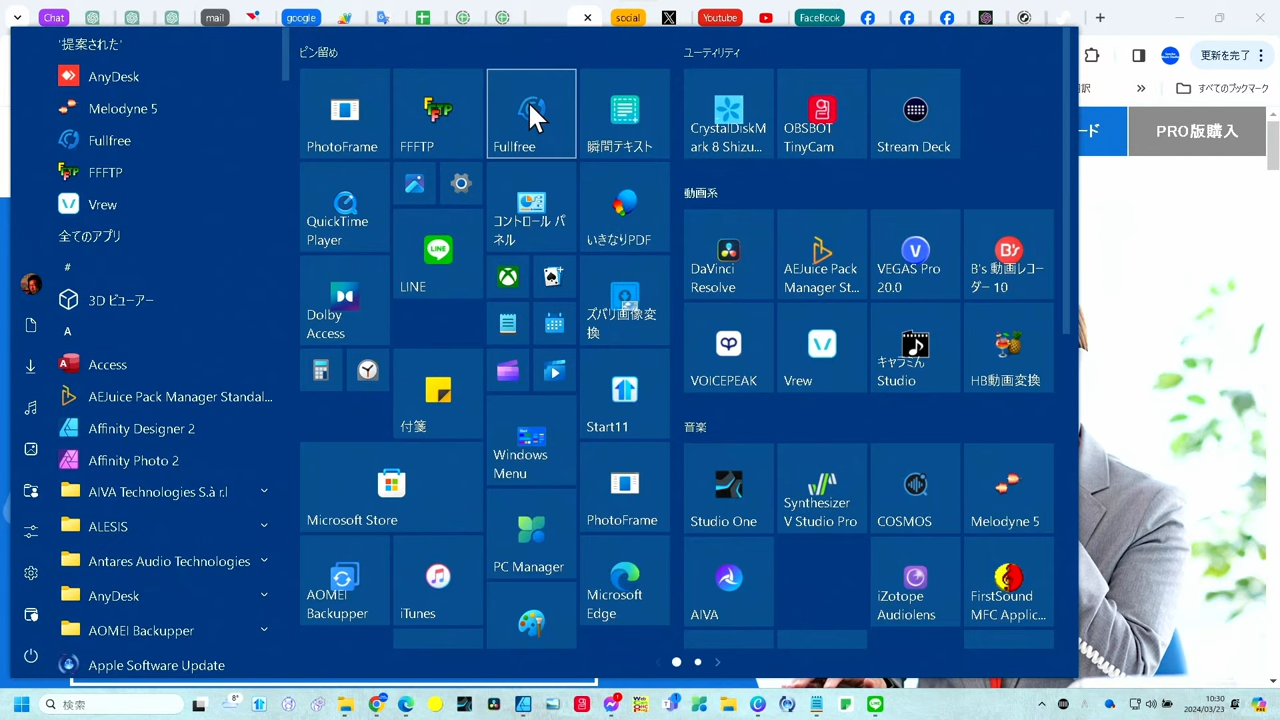 Chat
mail
google
social
Youtube
FaceBook
更新を完了
すべてのブックマーク
PRO版購入
'提案された'
AnyDesk
Melodyne 5
Fullfree
FFFTP
Vrew
全てのアプリ
#
3D ビューアー
A
Access
AEJuice Pack Manager Standal...
Affinity Designer 2
Affinity Photo 2
AIVA Technologies S.à r.l
ALESIS
Antares Audio Technologies
AnyDesk
AOMEI Backupper
Apple Software Update
ピン留め
PhotoFrame
FFFTP
Fullfree
瞬間テキスト
QuickTime
Player
コントロール パ
ネル
いきなりPDF
LINE
Dolby
Access
ズバリ画像変
換
付箋
Start11
Windows
Menu
Microsoft Store
PhotoFrame
PC Manager
AOMEI
Backupper
iTunes
Microsoft
Edge
ユーティリティ
CrystalDiskM
ark 8 Shizu...
OBSBOT
TinyCam
Stream Deck
動画系
DaVinci
Resolve
AEJuice Pack
Manager St...
VEGAS Pro
20.0
B's 動画レコ
ーダー 10
VOICEPEAK
Vrew
キャラミん
Studio
HB動画変換
音楽
Studio One
Synthesizer
V Studio Pro
COSMOS
Melodyne 5
AIVA
iZotope
Audiolens
FirstSound
MFC Applic...
検索
8°
10:30
2024/03/23